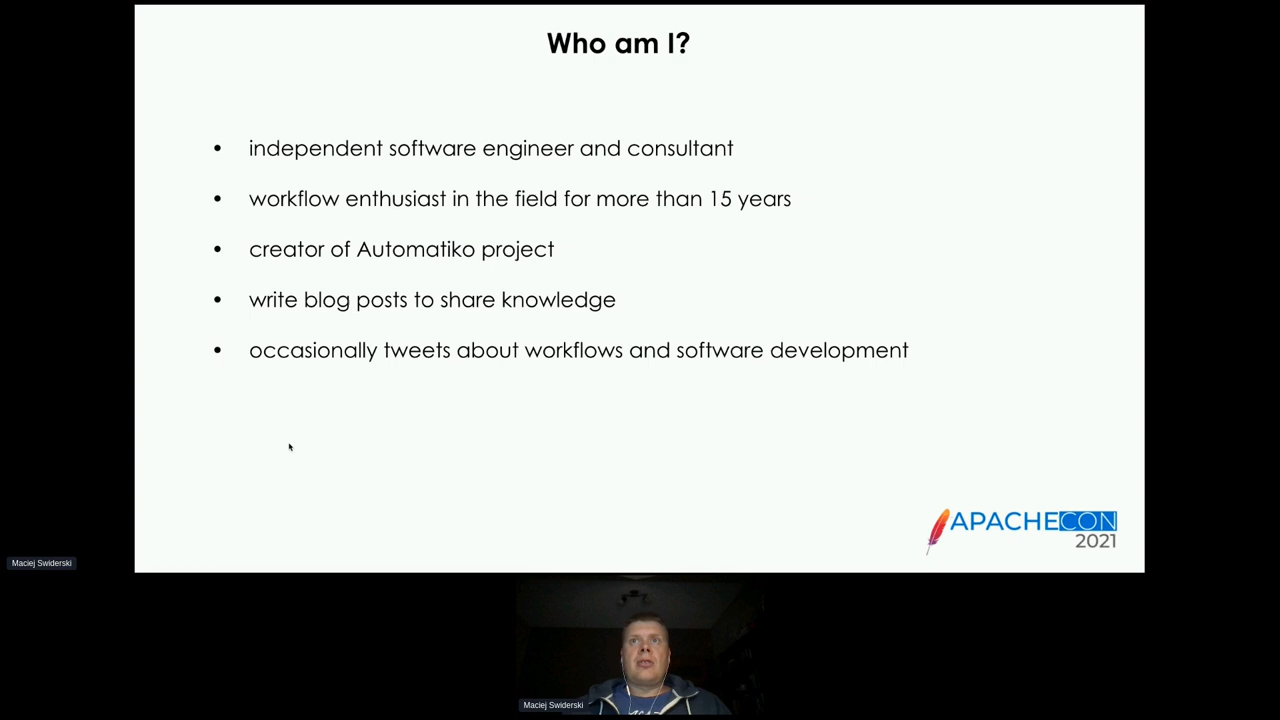 Who am I?
• independent software engineer and consultant
• workflow enthusiast in the field for more than 15 years
• creator of Automatiko project
• write blog posts to share knowledge
• occasionally tweets about workflows and software development
APACHECON
2021
Maciej Swiderski
Maciej Swiderski